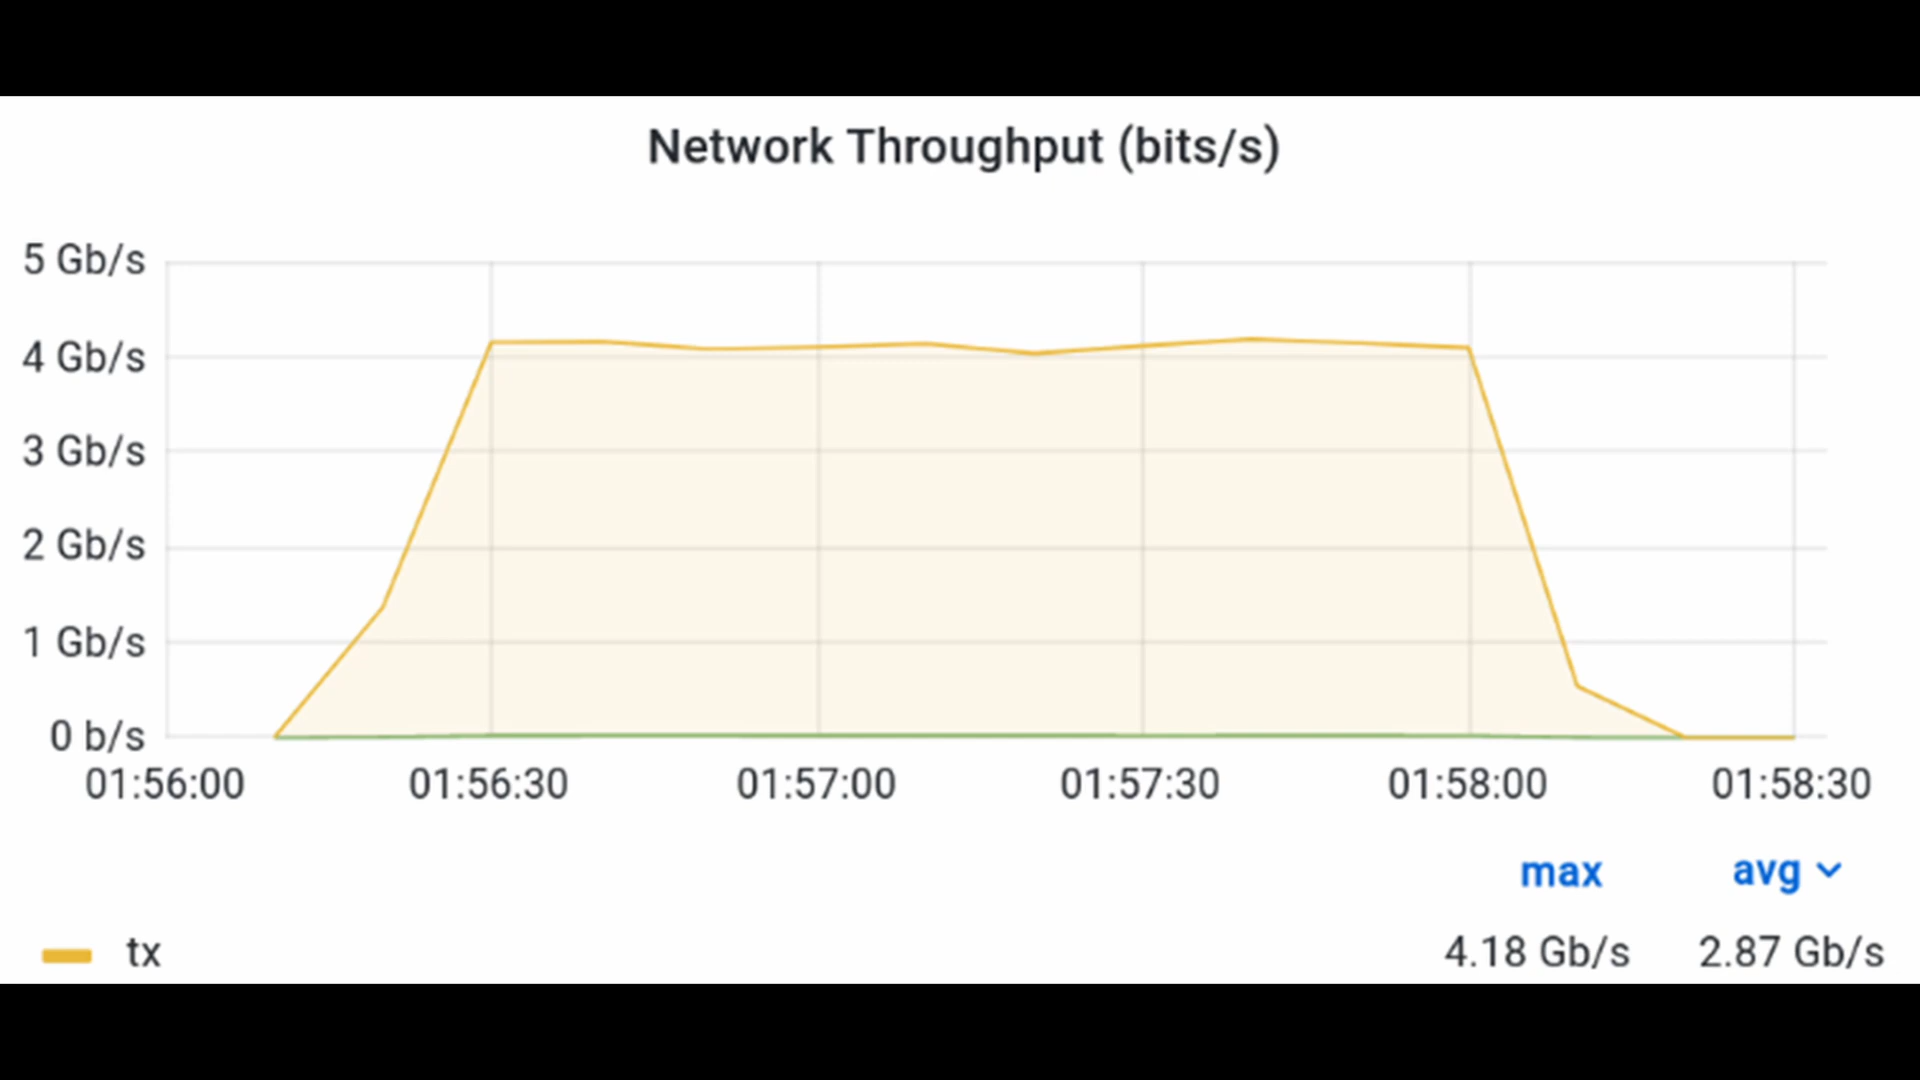 Network Throughput (bits/s)
5 Gb/s
4 Gb/s
3 Gb/s
2 Gb/s
1 Gb/s
0 b/s
01:56:00 01:56:30 01:57:00 01:57:30 01:58:00 01:58:30
max avg
tx 4.18 Gb/s 2.87 Gb/s